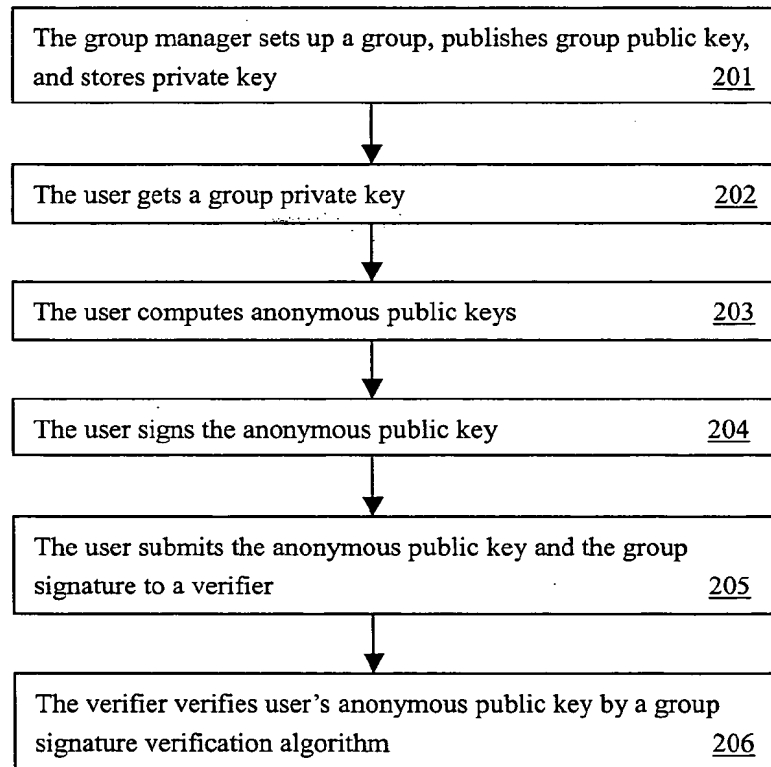 The group manager sets up a group, publishes group public key,
and stores private key 201
The user gets a group private key 202
The user computes anonymous public keys 203
The user signs the anonymous public key 204
The user submits the anonymous public key and the group
signature to a verifier 205
The verifier verifies user's anonymous public key by a group
signature verification algorithm 206